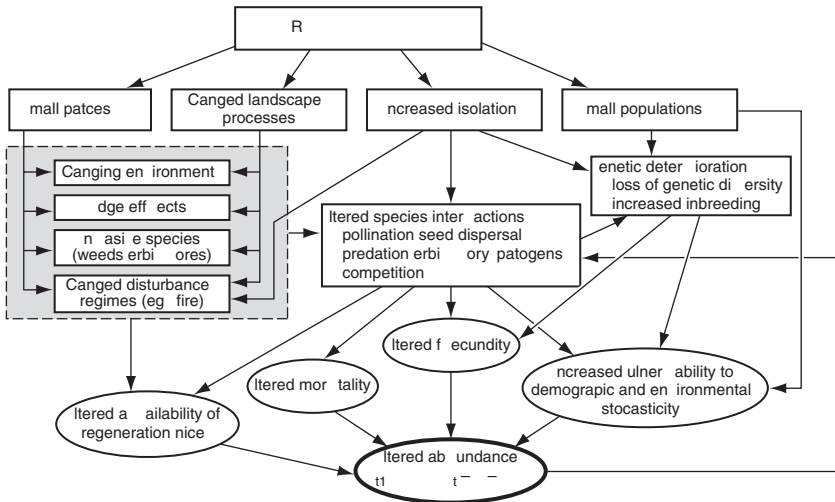 R
mall patces
Canged landscape
processes
ncreased isolation
mall populations
Canging en ironment
dge eff ects
n asi e species
(weeds erbi ores)
Canged disturbance
regimes (eg fire)
ltered species inter actions
pollination seed dispersal
predation erbi ory patogens
competition
enetic deter ioration
loss of genetic di ersity
increased inbreeding
ltered f ecundity
ltered mor tality
ncreased ulner ability to
demograpic and en ironmental
stocasticity
ltered a ailability of
regeneration nice
ltered ab undance
t1 t – –